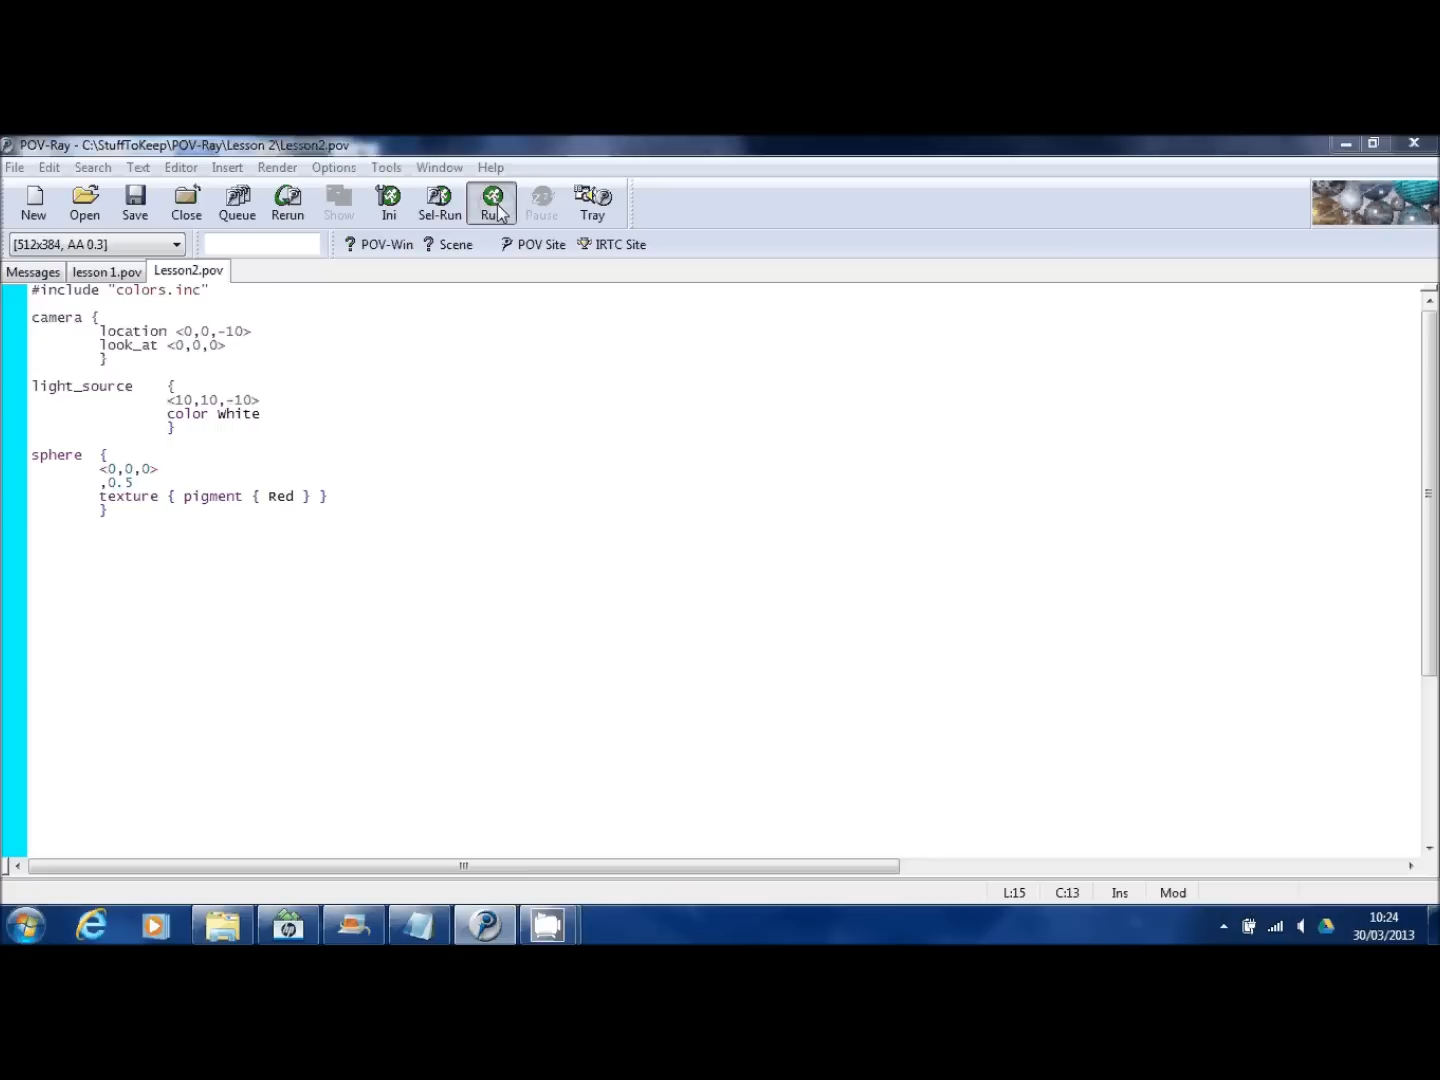 POV-Ray - C:\StuffToKeep\POV-Ray\Lesson 2\Lesson2.pov
File Edit Search Text Editor Insert Render Options Tools Window Help
New Open Save Close Queue Rerun Show Ini Sel-Run Run Pause Tray
[512x384, AA 0.3] POV-Win Scene POV Site IRTC Site
Messages lesson 1.pov Lesson2.pov
#include "colors.inc"
camera {
location <0,0,-10>
look_at <0,0,0>
}
light_source {
<10,10,-10>
color White
}
sphere {
<0,0,0>
,0.5
texture { pigment { Red } }
}
L:15 C:13 Ins Mod
10:24
30/03/2013